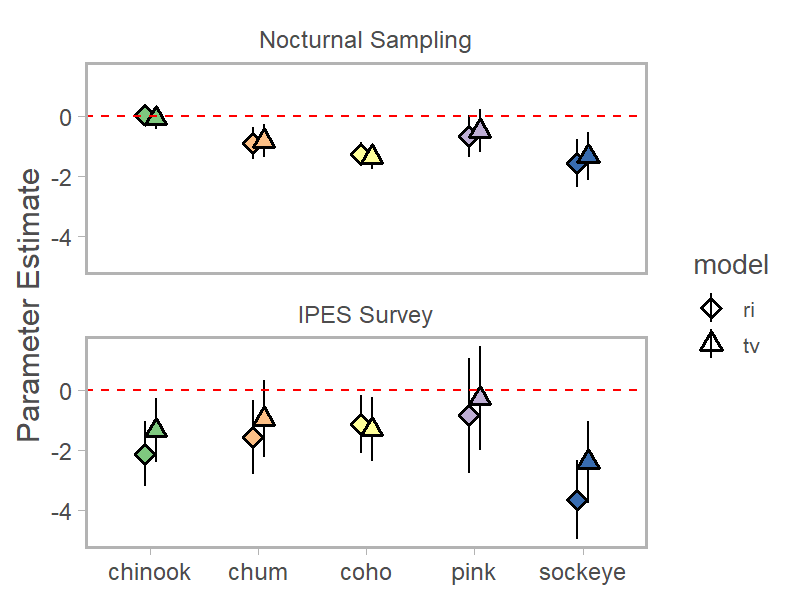 Nocturnal Sampling
0
-2
-4
Parameter Estimate
IPES Survey
0
-2
-4
chinook chum coho pink sockeye
model
ri
tv